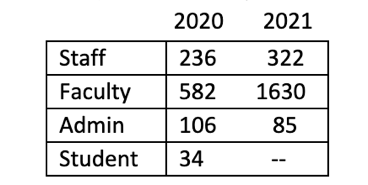 2020 2021
Staff 236 322
Faculty 582 1630
Admin 106 85
Student 34 --